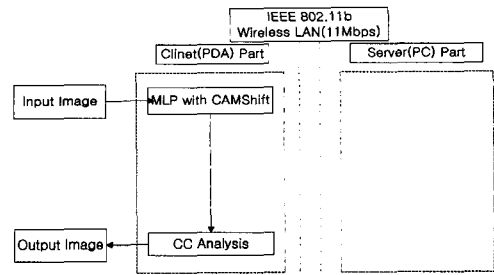 IEEE 802.11b
Wireless LAN(11Mbps)
Clinet(PDA) Part
Server(PC) Part
Input Image
MLP with CAMShift
Output Image
CC Analysis